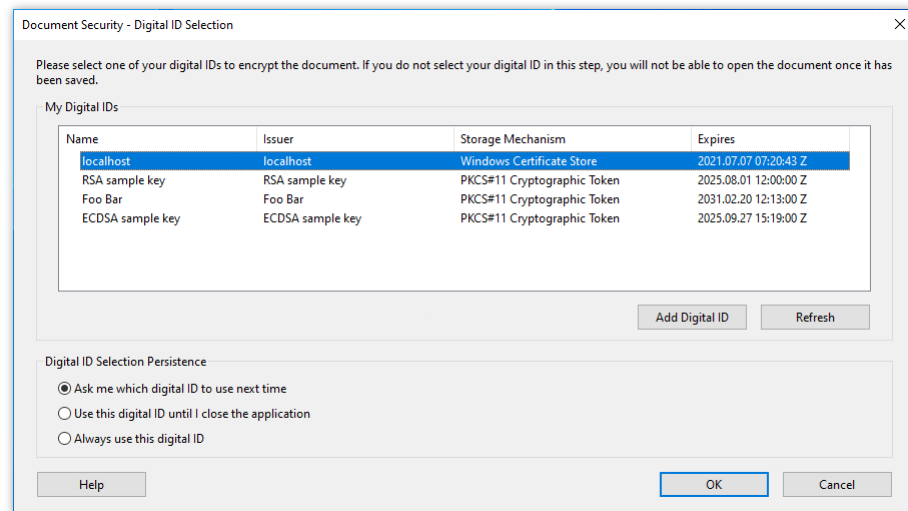 Document Security - Digital ID Selection
Please select one of your digital IDs to encrypt the document. If you do not select your digital ID in this step, you will not be able to open the document once it has
been saved.
My Digital IDs
Name Issuer Storage Mechanism Expires
localhost localhost Windows Certificate Store 2021.07.07 07:20:43 Z
RSA sample key RSA sample key PKCS#11 Cryptographic Token 2025.08.01 12:00:00 Z
Foo Bar Foo Bar PKCS#11 Cryptographic Token 2031.02.20 12:13:00 Z
ECDSA sample key ECDSA sample key PKCS#11 Cryptographic Token 2025.09.27 15:19:00 Z
Add Digital ID Refresh
Digital ID Selection Persistence
Ask me which digital ID to use next time
Use this digital ID until I close the application
Always use this digital ID
Help OK Cancel